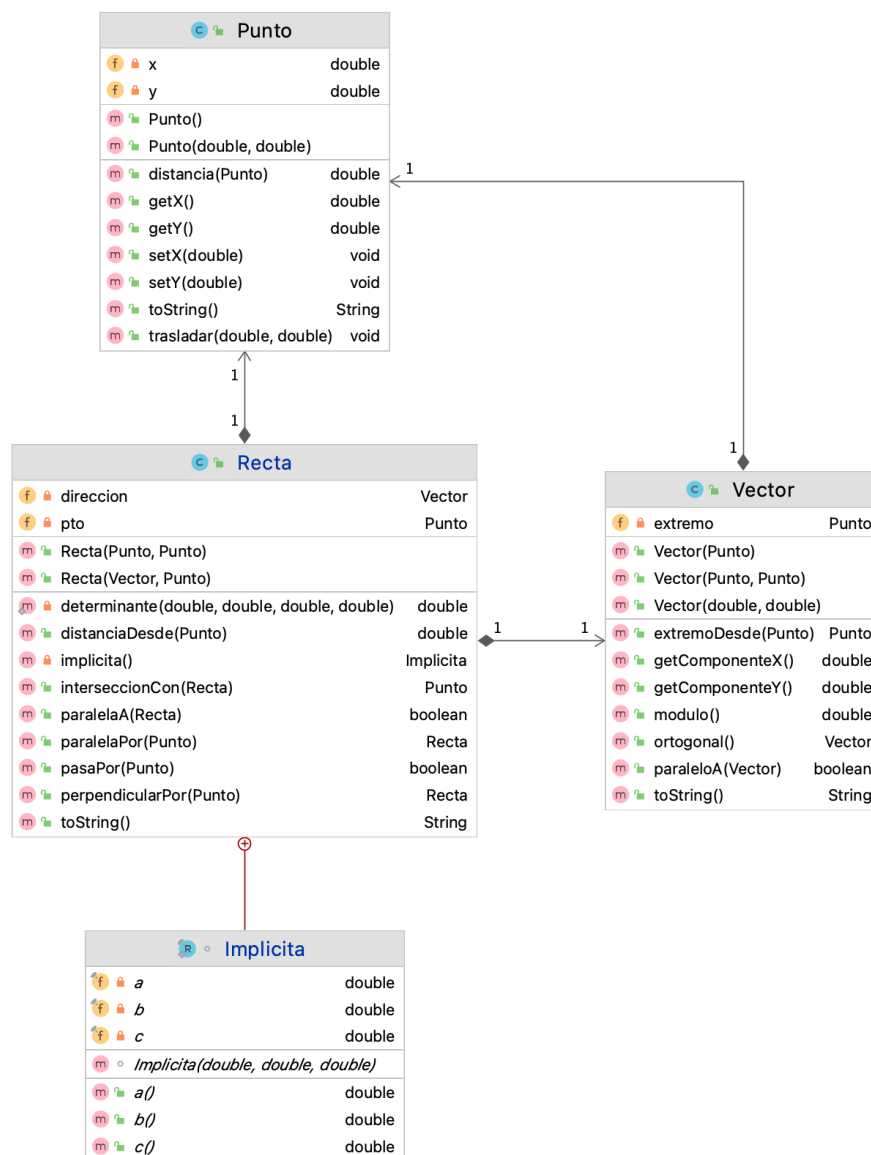 Punto
x double
y double
Punto()
Punto(double, double)
distancia(Punto) double
getX() double
getY() double
setX(double) void
setY(double) void
toString() String
trasladar(double, double) void
1
1
1
1
Recta
direccion Vector
pto Punto
Recta(Punto, Punto)
Recta(Vector, Punto)
determinante(double, double, double, double) double
distanciaDesde(Punto) double
implicita() Implicita
interseccionCon(Recta) Punto
paralelaA(Recta) boolean
paralelaPor(Punto) Recta
pasaPor(Punto) boolean
perpendicularPor(Punto) Recta
toString() String
1 1
Vector
extremo Punto
Vector(Punto)
Vector(Punto, Punto)
Vector(double, double)
extremoDesde(Punto) Punto
getComponenteX() double
getComponenteY() double
modulo() double
ortogonal() Vector
paraleloA(Vector) boolean
toString() String
Implicita
a double
b double
c double
Implicita(double, double, double)
a() double
b() double
c() double